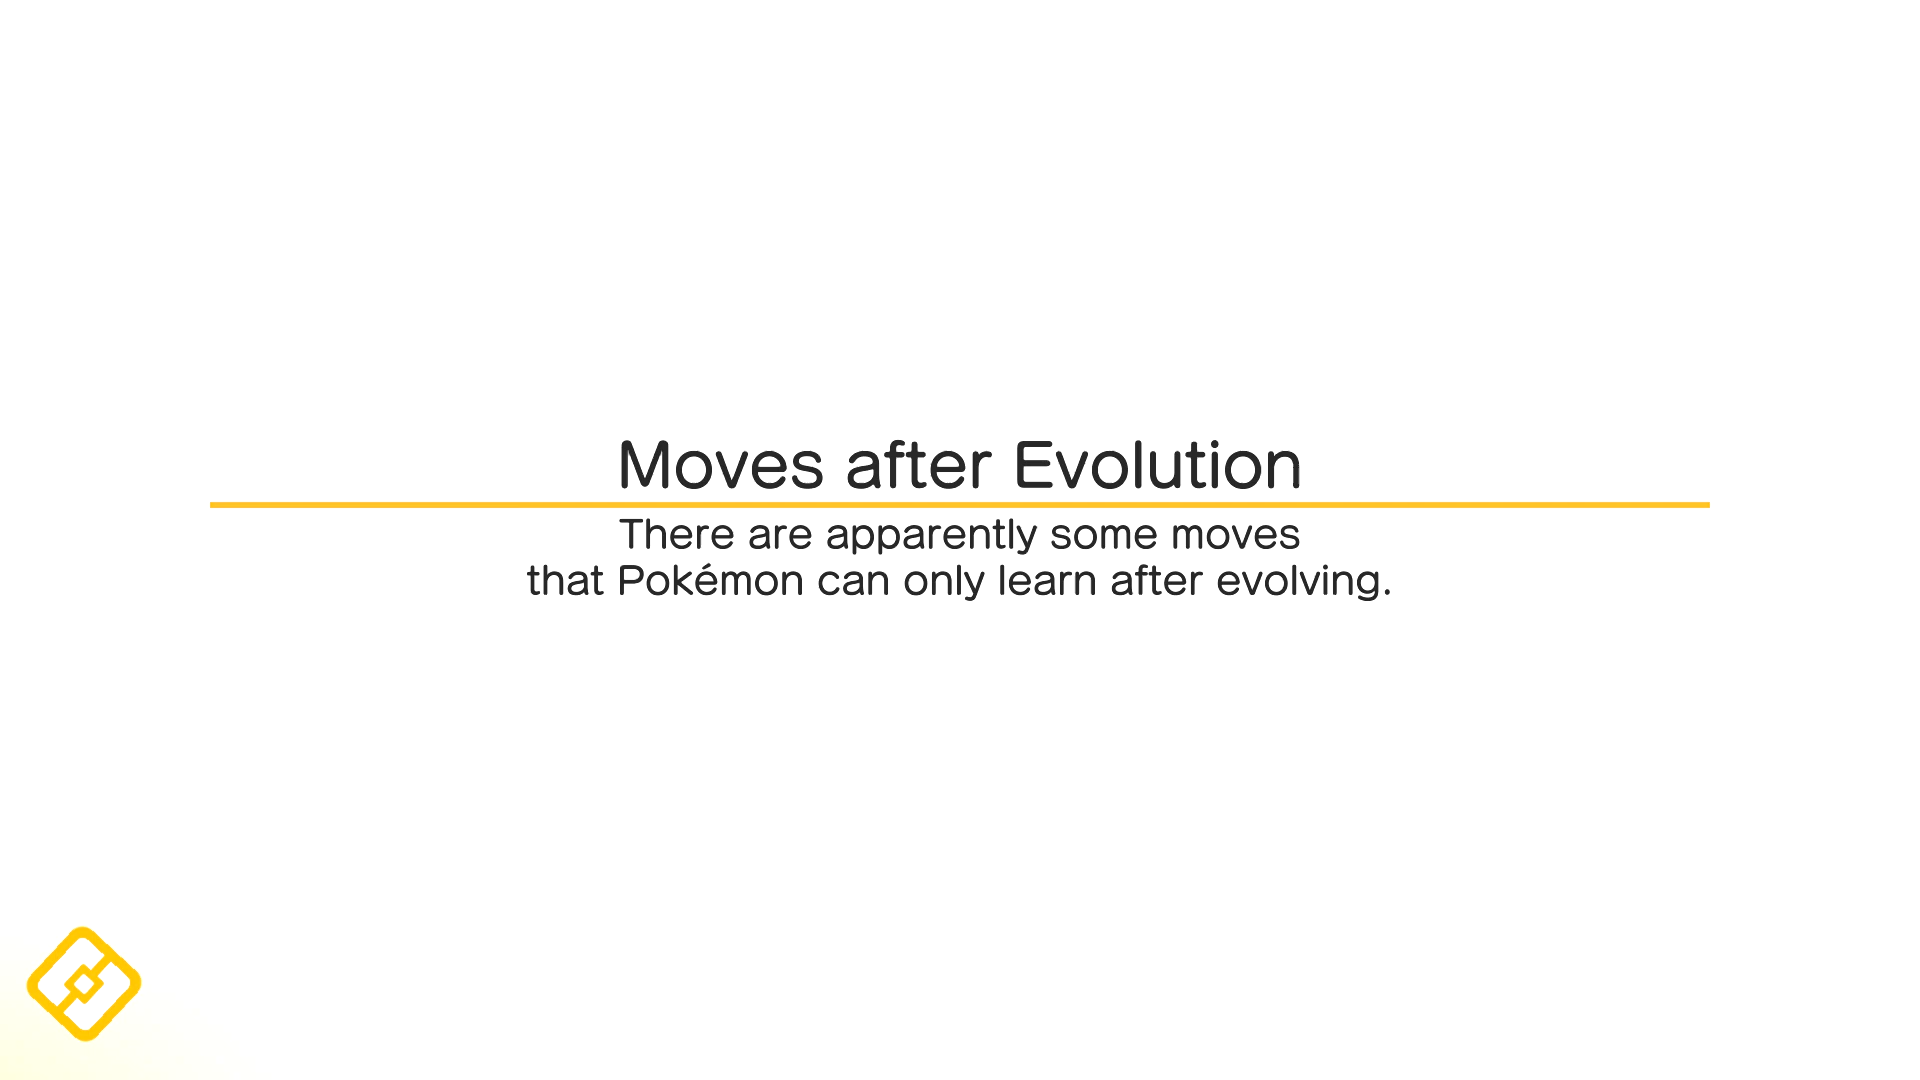 Moves after Evolution
There are apparently some moves
that Pokémon can only learn after evolving.